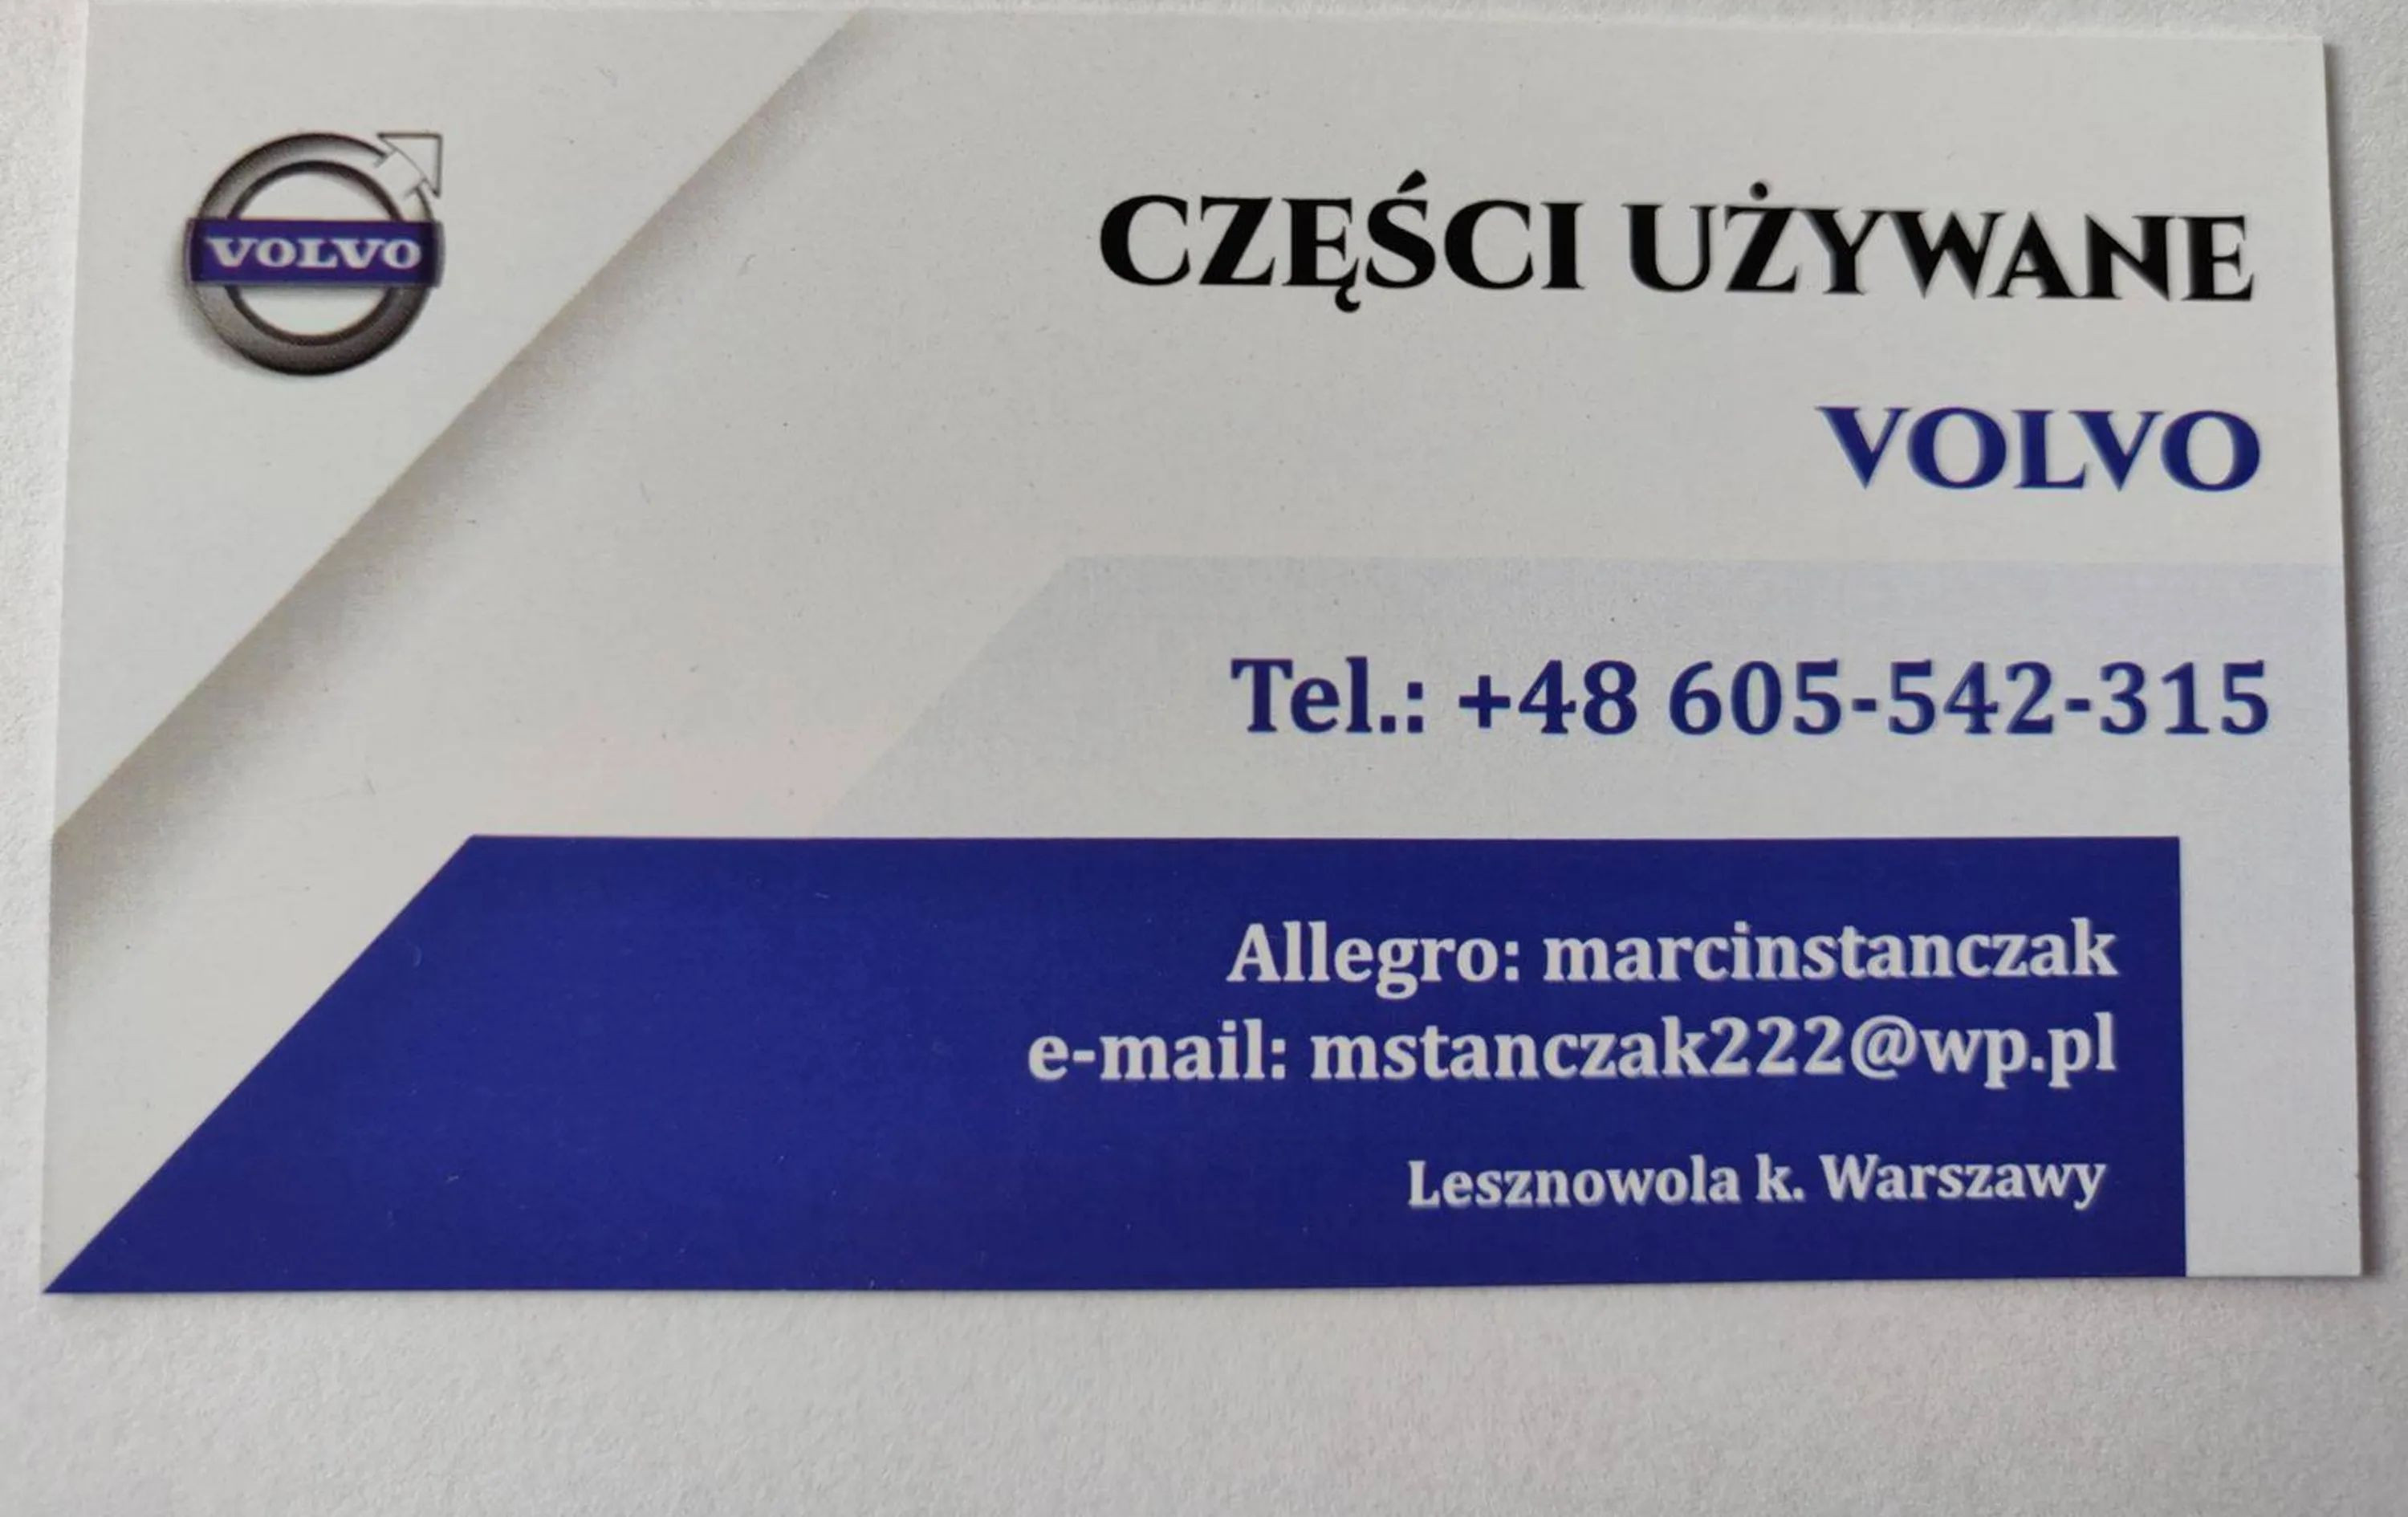 VOLVO
CZĘŚCI UŻYWANE
VOLVO
Tel.: +48 605-542-315
Allegro: marcinstanczak
e-mail: mstanczak222@wp.pl
Lesznowola k. Warszawy